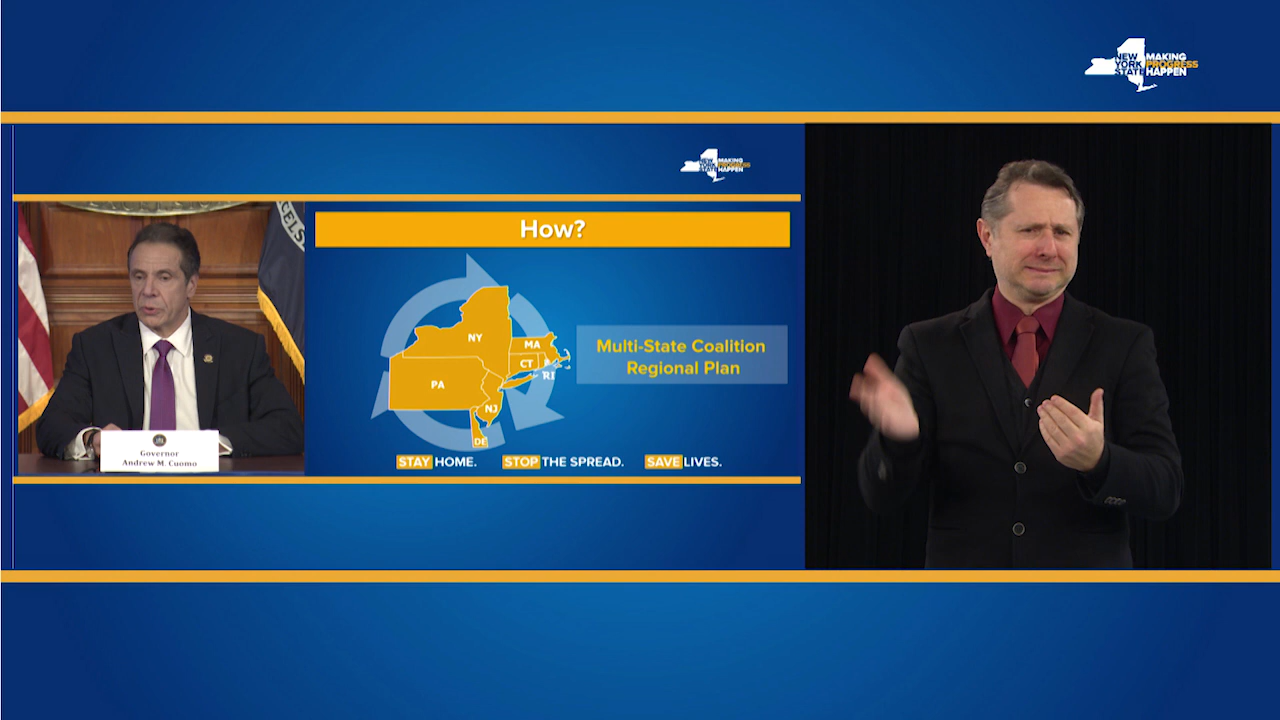 NEW
YORK
STATE
MAKING
PROGRESS
HAPPEN
NEW
YORK
STATE
MAKING
PROGRESS
HAPPEN
CELS
How?
NY
MA
CT
RI
PA
NJ
DE
Multi-State Coalition
Regional Plan
Governor
Andrew M. Cuomo
STAY HOME. STOP THE SPREAD. SAVE LIVES.